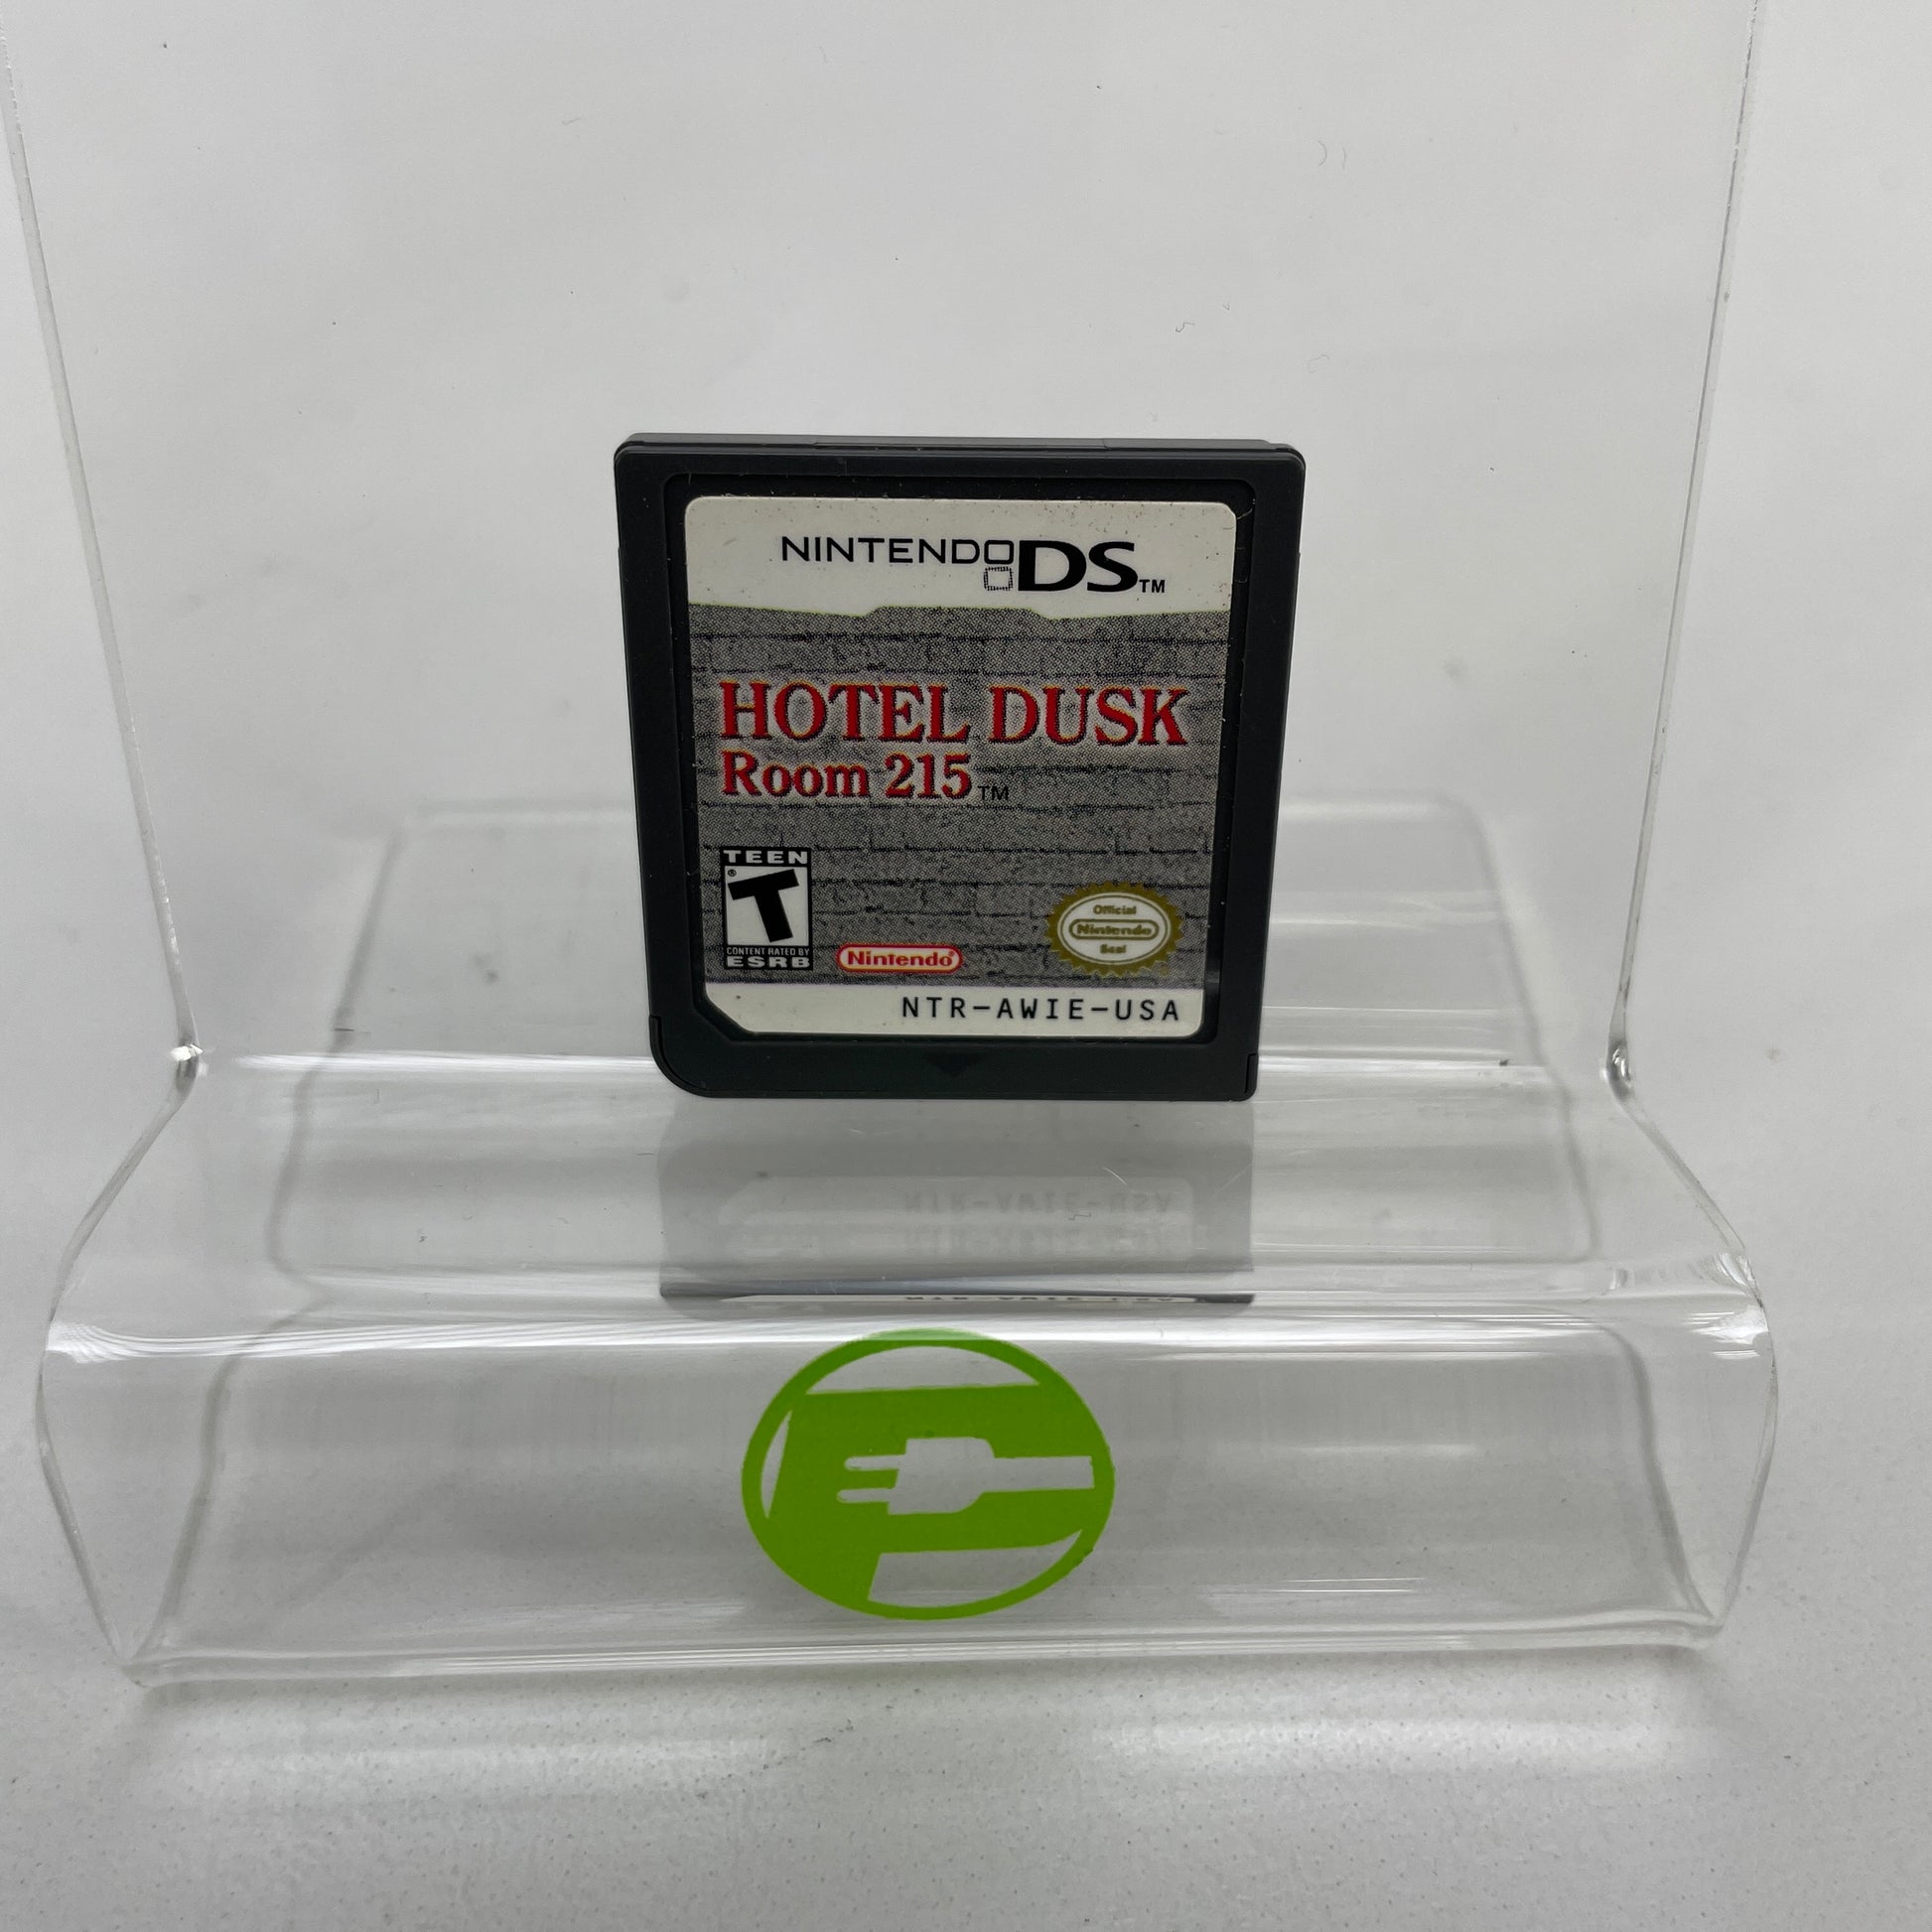 NINTENDO DS™
HOTEL DUSK
Room 215™
TEEN
T®
CONTENT RATED BY
ESRB
Nintendo®
Official
Nintendo
Seal
NTR-AWIE-USA